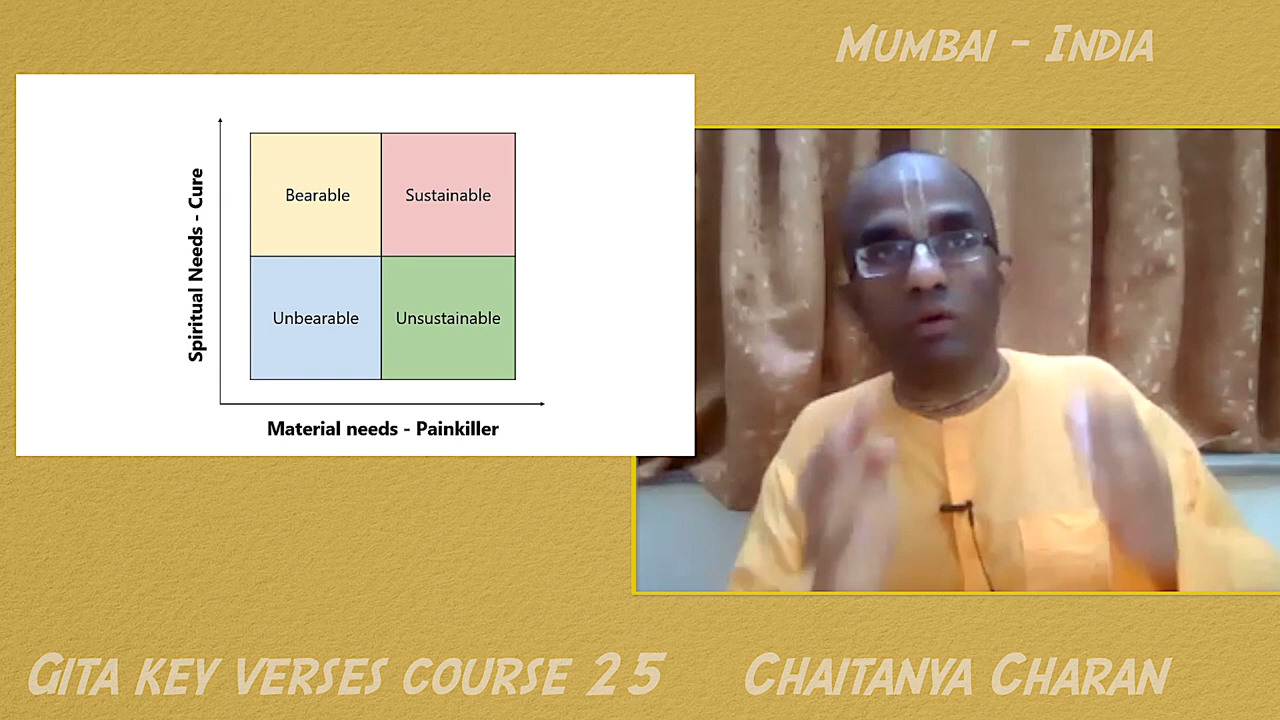 MUMBAI - INDIA
Spiritual Needs - Cure
Bearable
Sustainable
Unbearable
Unsustainable
Material needs - Painkiller
GITA KEY VERSES COURSE 25
CHAITANYA CHARAN